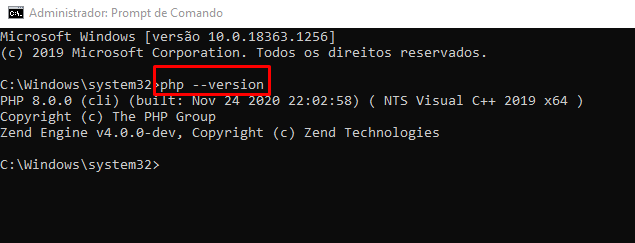 Administrador: Prompt de Comando
Microsoft Windows [versão 10.0.18363.1256]
(c) 2019 Microsoft Corporation. Todos os direitos reservados.
C:\Windows\system32>php --version
PHP 8.0.0 (cli) (built: Nov 24 2020 22:02:58) ( NTS Visual C++ 2019 x64 )
Copyright (c) The PHP Group
Zend Engine v4.0.0-dev, Copyright (c) Zend Technologies
C:\Windows\system32>